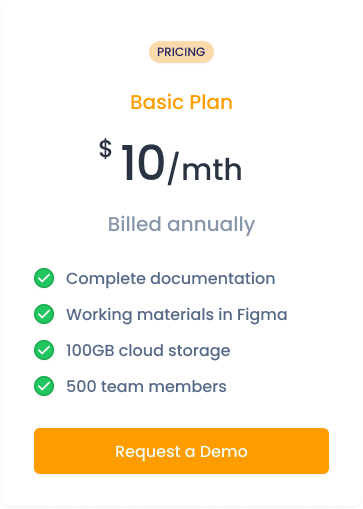 PRICING
Basic Plan
$ 10/mth
Billed annually
Complete documentation
Working materials in Figma
100GB cloud storage
500 team members
Request a Demo